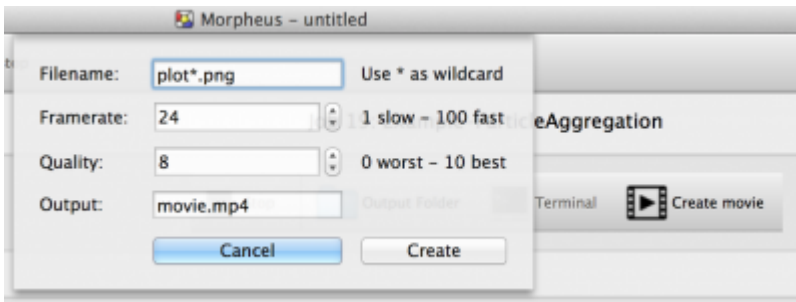 Morpheus – untitled
Filename: plot*.png Use * as wildcard
Framerate: 24 1 slow – 100 fast
eAggregation
Quality: 8 0 worst – 10 best
Output: movie.mp4 Output Folder Terminal Create movie
Cancel Create